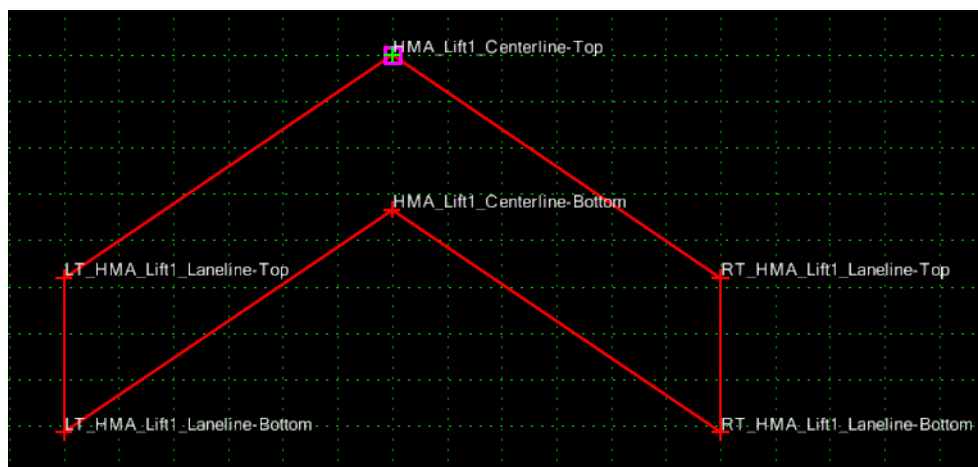 HMA_Lift1_Centerline-Top
HMA_Lift1_Centerline-Bottom
LT_HMA_Lift1_Laneline-Top
RT_HMA_Lift1_Laneline-Top
LT_HMA_Lift1_Laneline-Bottom
RT_HMA_Lift1_Laneline-Bottom